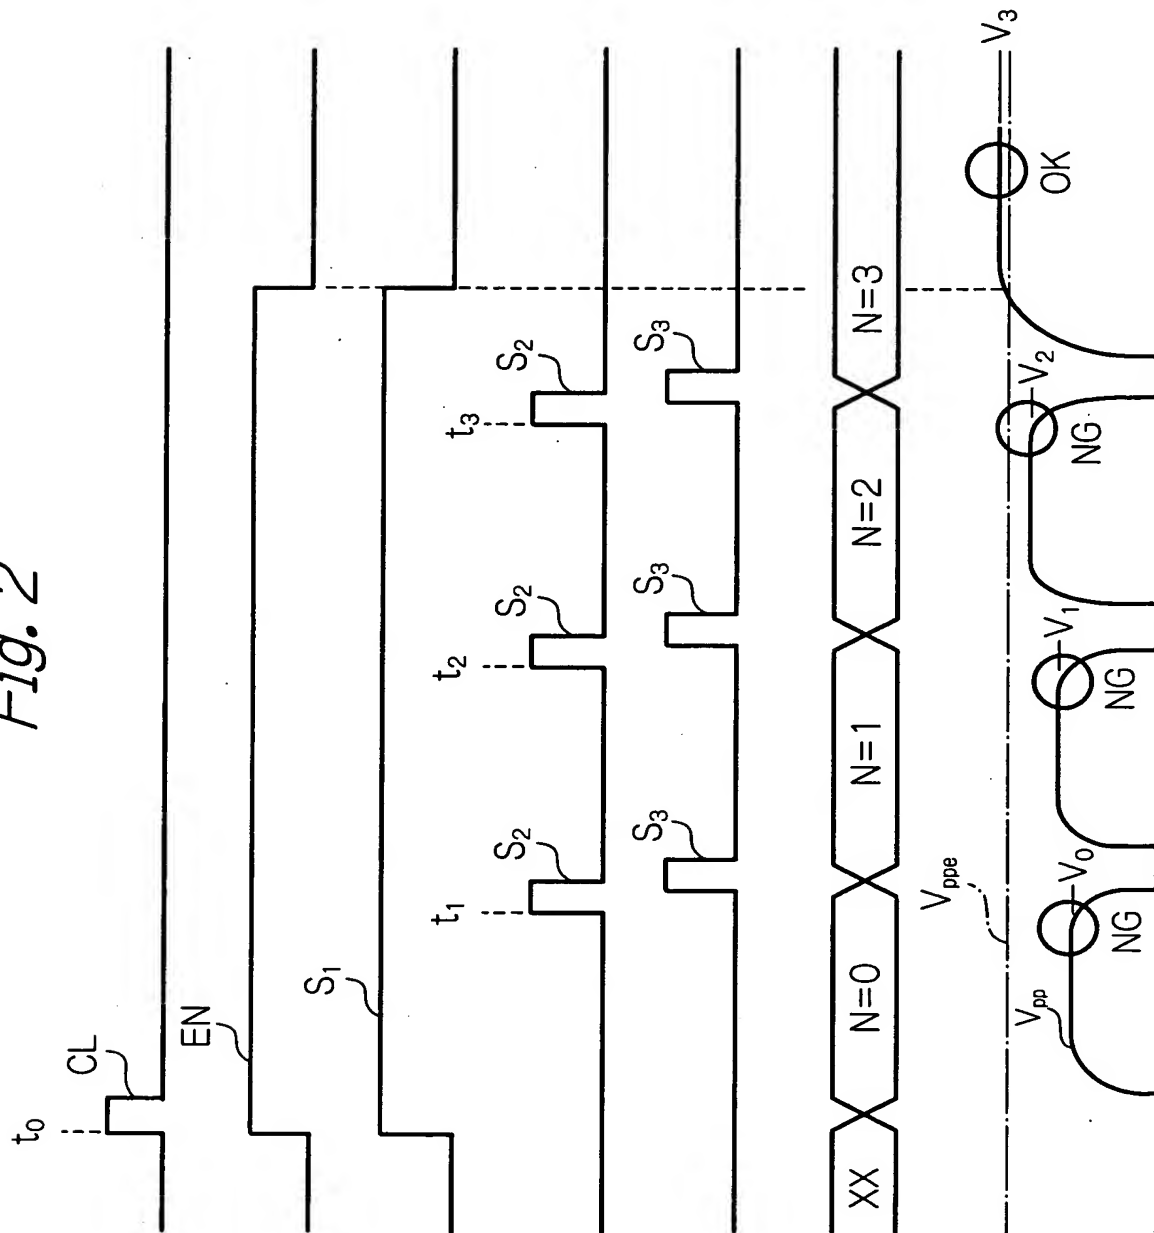 Fig. 2
t0
CL
EN
S1
t1 t2 t3
S2 S2 S2
S3 S3 S3
XX N=0 N=1 N=2 N=3
Vppe
Vpp
V0 V1 V2 V3
NG NG NG OK